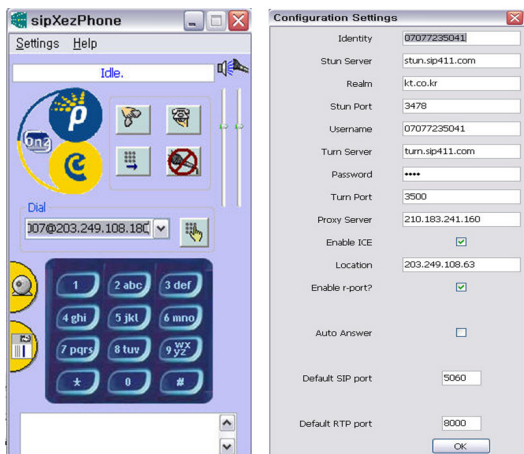 sipXezPhone
Settings Help
Idle.
p
Onz
e
Dial
007@203.249.108.180
1 2 abc 3 def
4 ghi 5 jkl 6 mno
7 pqrs 8 tuv 9 wxyz
* 0 #
Configuration Settings
Identity 07077235041
Stun Server stun.sip411.com
Realm kt.co.kr
Stun Port 3478
Username 07077235041
Turn Server turn.sip411.com
Password ••••
Turn Port 3500
Proxy Server 210.183.241.160
Enable ICE
Location 203.249.108.63
Enable r-port?
Auto Answer
Default SIP port 5060
Default RTP port 8000
OK